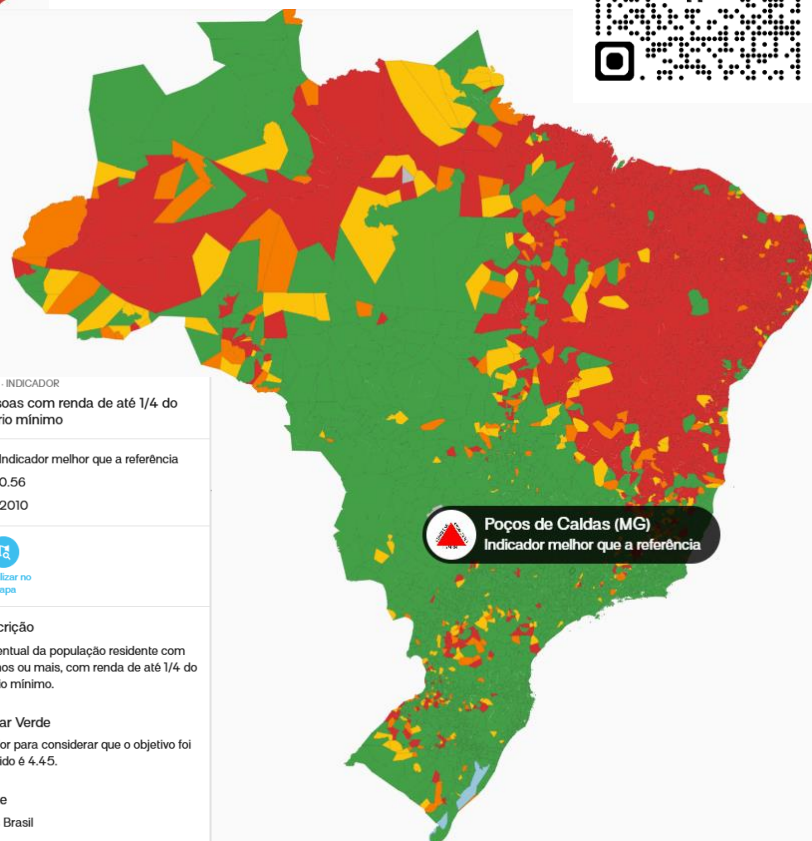 - INDICADOR
soas com renda de até 1/4 do
rio mínimo
Indicador melhor que a referência
0.56
2010
lizar no
apa
crição
entual da população residente com
nos ou mais, com renda de até 1/4 do
io mínimo.
ar Verde
or para considerar que o objetivo foi
ido é 4.45.
e
Brasil
Poços de Caldas (MG)
Indicador melhor que a referência